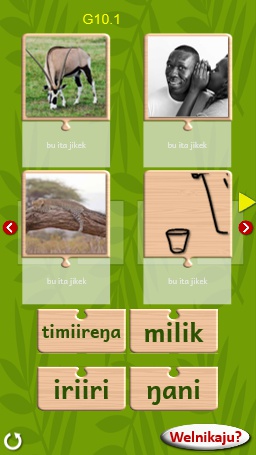 G10.1
bu ita jikek
bu ita jikek
bu ita jikek
bu ita jikek
timiireŋa
milik
iriiri
ŋani
Welnikaju?